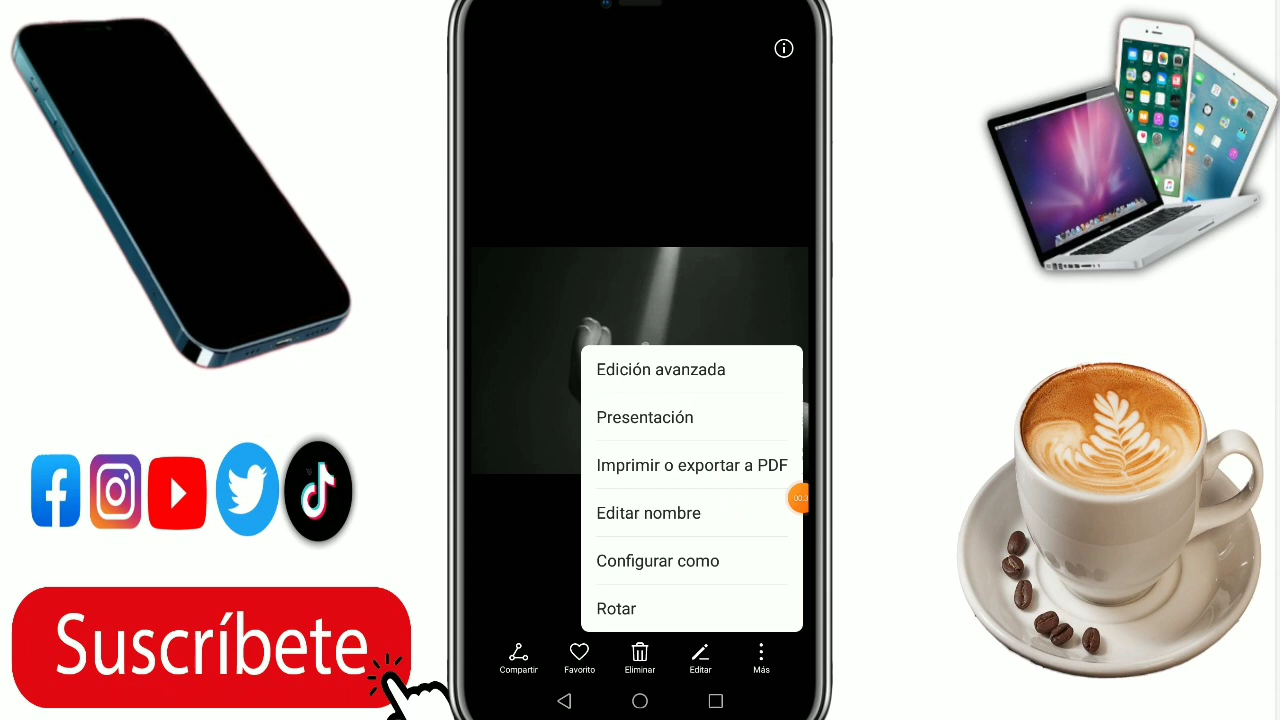 Edición avanzada
Presentación
Imprimir o exportar a PDF
Editar nombre
Configurar como
Rotar
Compartir
Favorito
Eliminar
Editar
Más
Suscríbete